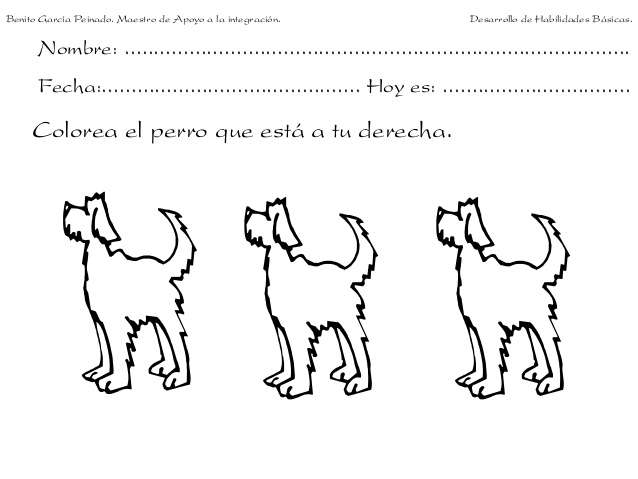 Benito García Peinado. Maestro de Apoyo a la integración. Desarrollo de Habilidades Básicas.
Nombre: ................................................................................
Fecha:............................................ Hoy es: ................................
Colorea el perro que está a tu derecha.